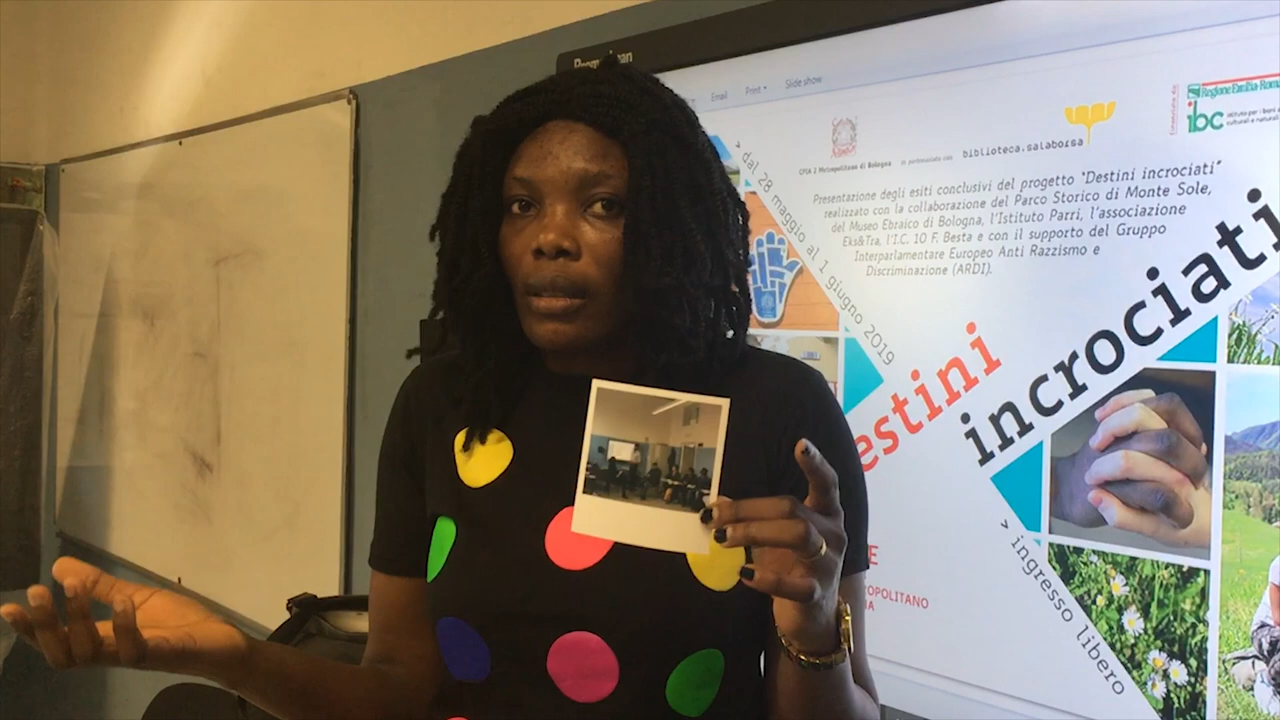 Email
Print
Slide show
biblioteca.salaborsa
ibc
CPIA 2 Metropolitano di Bologna
in partenariato con
> dal 28 maggio al 1 giugno 2019
Presentazione degli esiti conclusivi del progetto "Destini incrociati"
realizzato con la collaborazione del Parco Storico di Monte Sole,
del Museo Ebraico di Bologna, l'Istituto Parri, l'associazione
Eks&Tra, l'I.C. 10 F. Besta e con il supporto del Gruppo
Interparlamentare Europeo Anti Razzismo e
Discriminazione (ARDI).
estini
incrociati
> ingresso libero
E
OPOLITANO